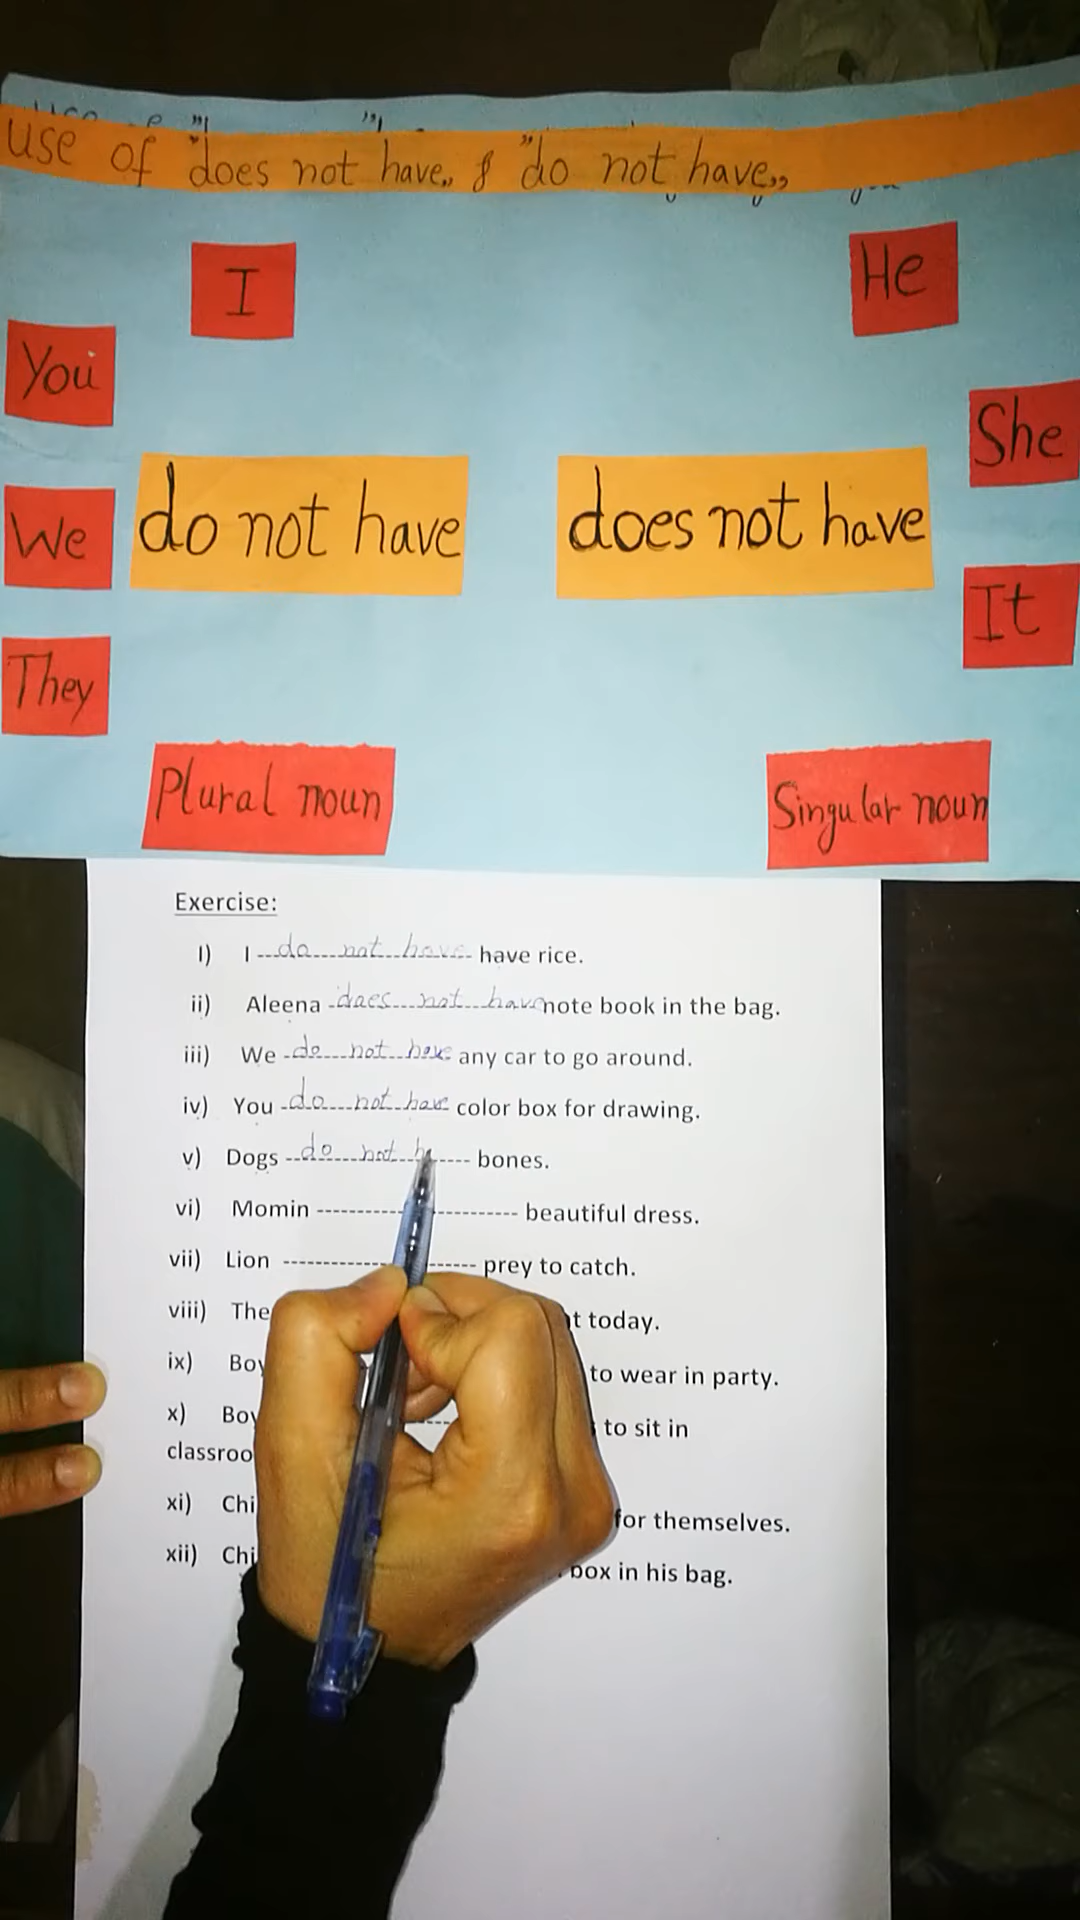 use of "does not have" & "do not have"
I
He
You
She
do not have
does not have
We
It
They
Plural noun
Singular noun
Exercise:
I) I do not have have rice.
ii) Aleena does not have note book in the bag.
iii) We do not have any car to go around.
iv) You do not have color box for drawing.
v) Dogs do not h bones.
vi) Momin ---------- ---------- beautiful dress.
vii) Lion ---------- ------ prey to catch.
viii) The t today.
ix) Boy to wear in party.
x) Boy to sit in
classroo
xi) Chi for themselves.
xii) Chi box in his bag.